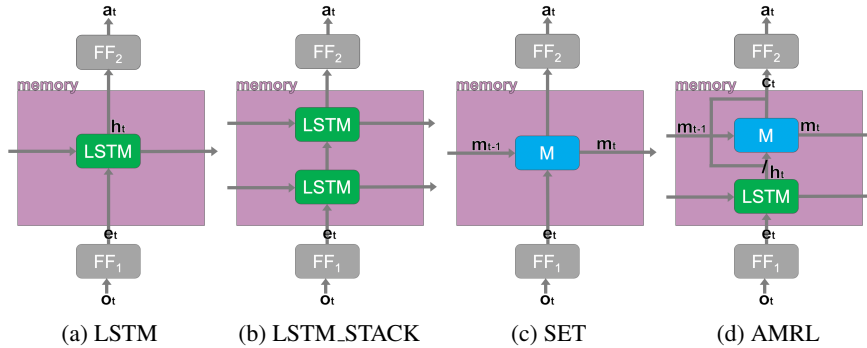 aₜ
FF₂
memory
hₜ
LSTM
eₜ
FF₁
oₜ
(a) LSTM
aₜ
FF₂
memory
LSTM
LSTM
eₜ
FF₁
oₜ
(b) LSTM_STACK
aₜ
FF₂
memory
mₜ₋₁
M
mₜ
eₜ
FF₁
oₜ
(c) SET
aₜ
FF₂
memory
cₜ
mₜ₋₁
M
mₜ
/
hₜ
LSTM
eₜ
FF₁
oₜ
(d) AMRL